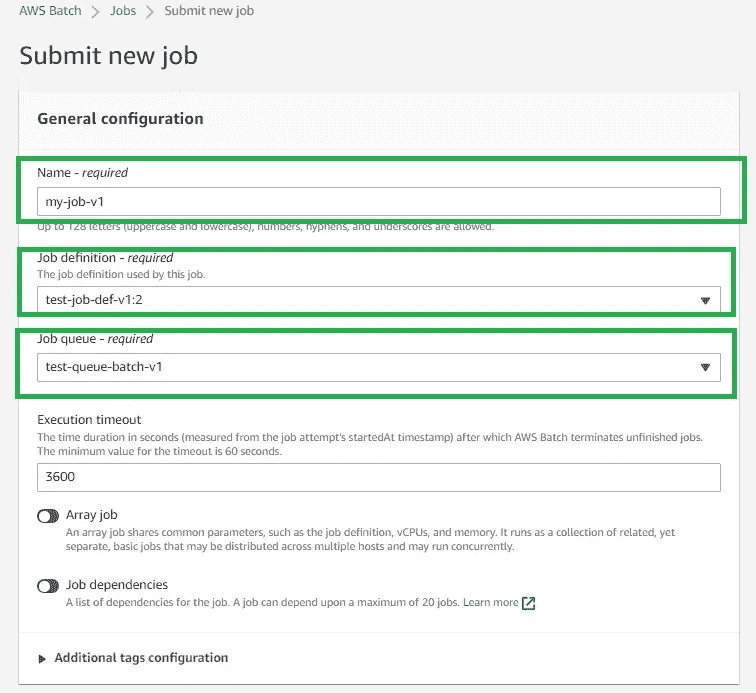 AWS Batch > Jobs > Submit new job
Submit new job
General configuration
Name - required
my-job-v1
Up to 128 letters (uppercase and lowercase), numbers, hyphens, and underscores are allowed.
Job definition - required
The job definition used by this job.
test-job-def-v1:2
Job queue - required
test-queue-batch-v1
Execution timeout
The time duration in seconds (measured from the job attempt's startedAt timestamp) after which AWS Batch terminates unfinished jobs.
The minimum value for the timeout is 60 seconds.
3600
Array job
An array job shares common parameters, such as the job definition, vCPUs, and memory. It runs as a collection of related, yet
separate, basic jobs that may be distributed across multiple hosts and may run concurrently.
Job dependencies
A list of dependencies for the job. A job can depend upon a maximum of 20 jobs. Learn more
Additional tags configuration